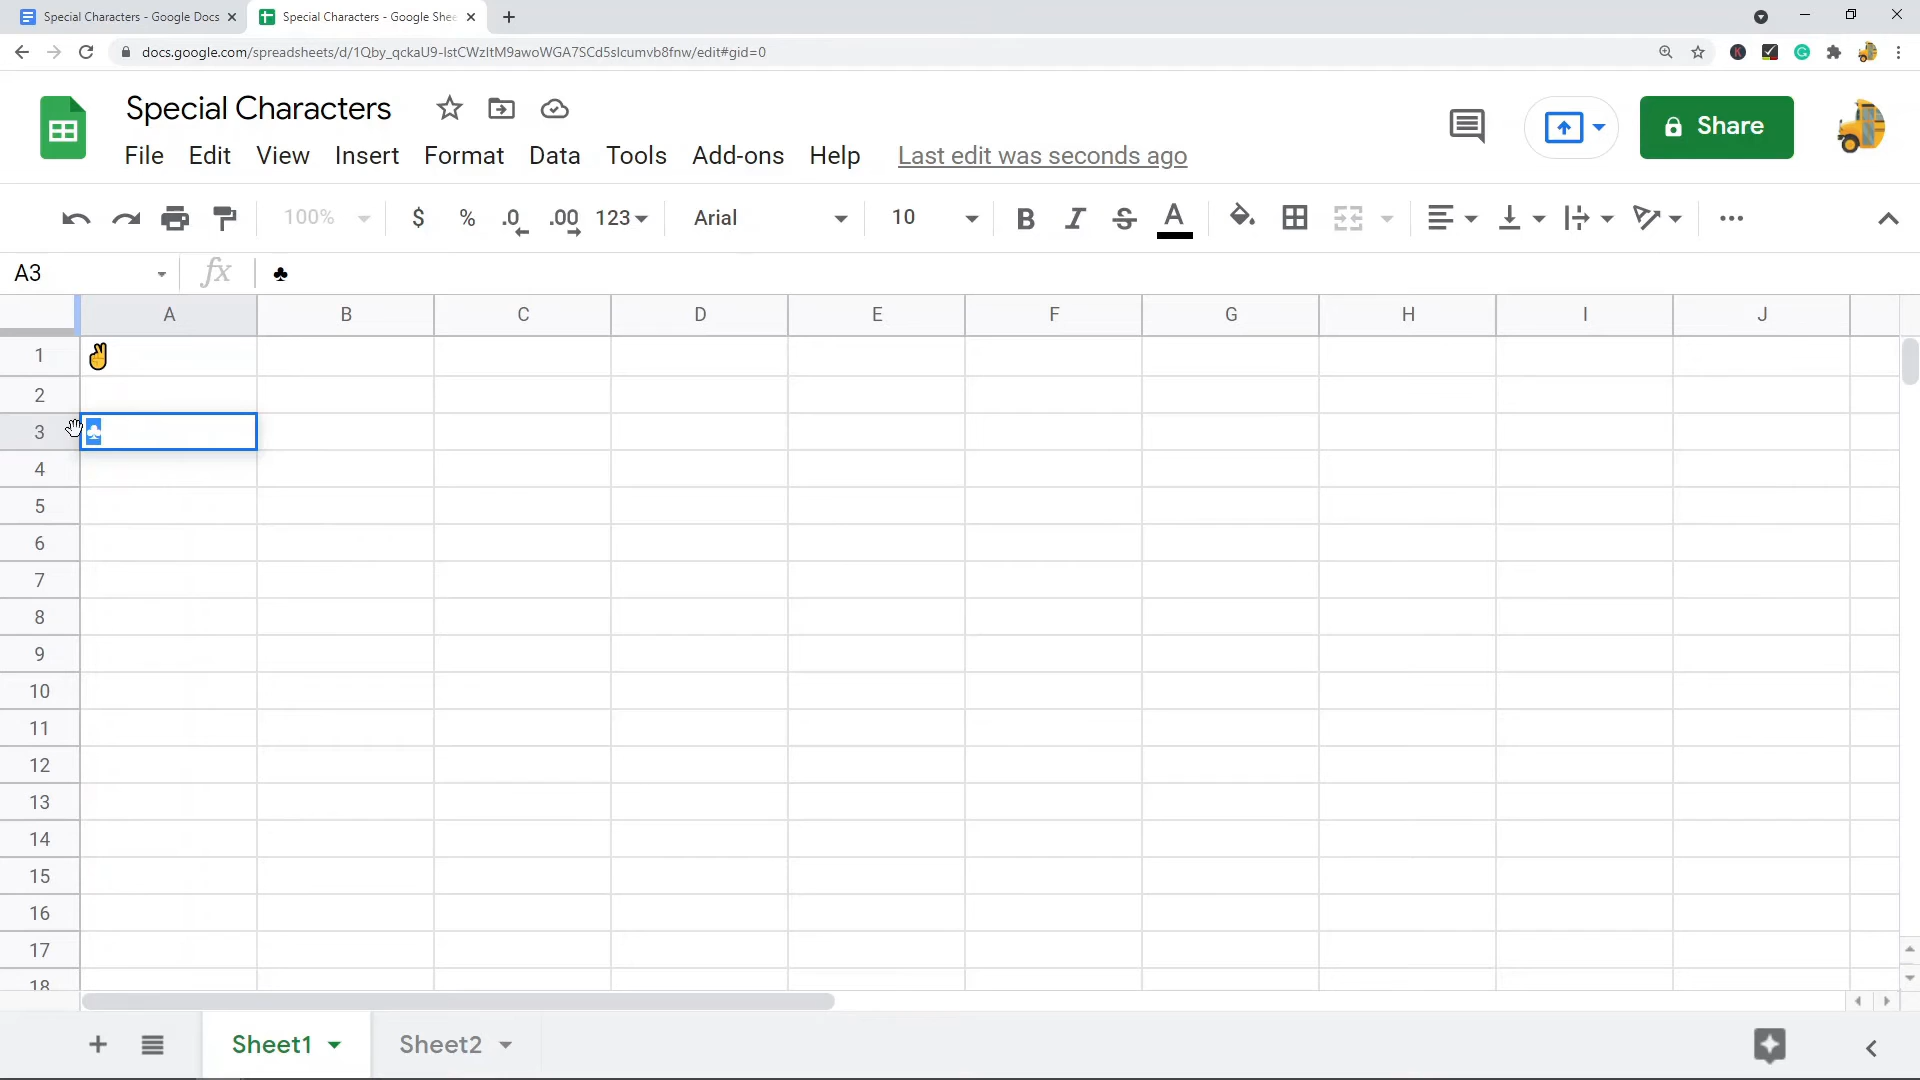 Special Characters - Google Docs
Special Characters - Google Shee
docs.google.com/spreadsheets/d/1Qby_qckaU9-lstCWzltM9awoWGA7SCd5slcumvb8fnw/edit#gid=0
Special Characters
Share
File Edit View Insert Format Data Tools Add-ons Help Last edit was seconds ago
100% $ % .0 .00 123 Arial 10 B I S A
A3 fx ♣
A B C D E F G H I J
1 ✌
2
3 ♣
4
5
6
7
8
9
10
11
12
13
14
15
16
17
18
Sheet1 Sheet2